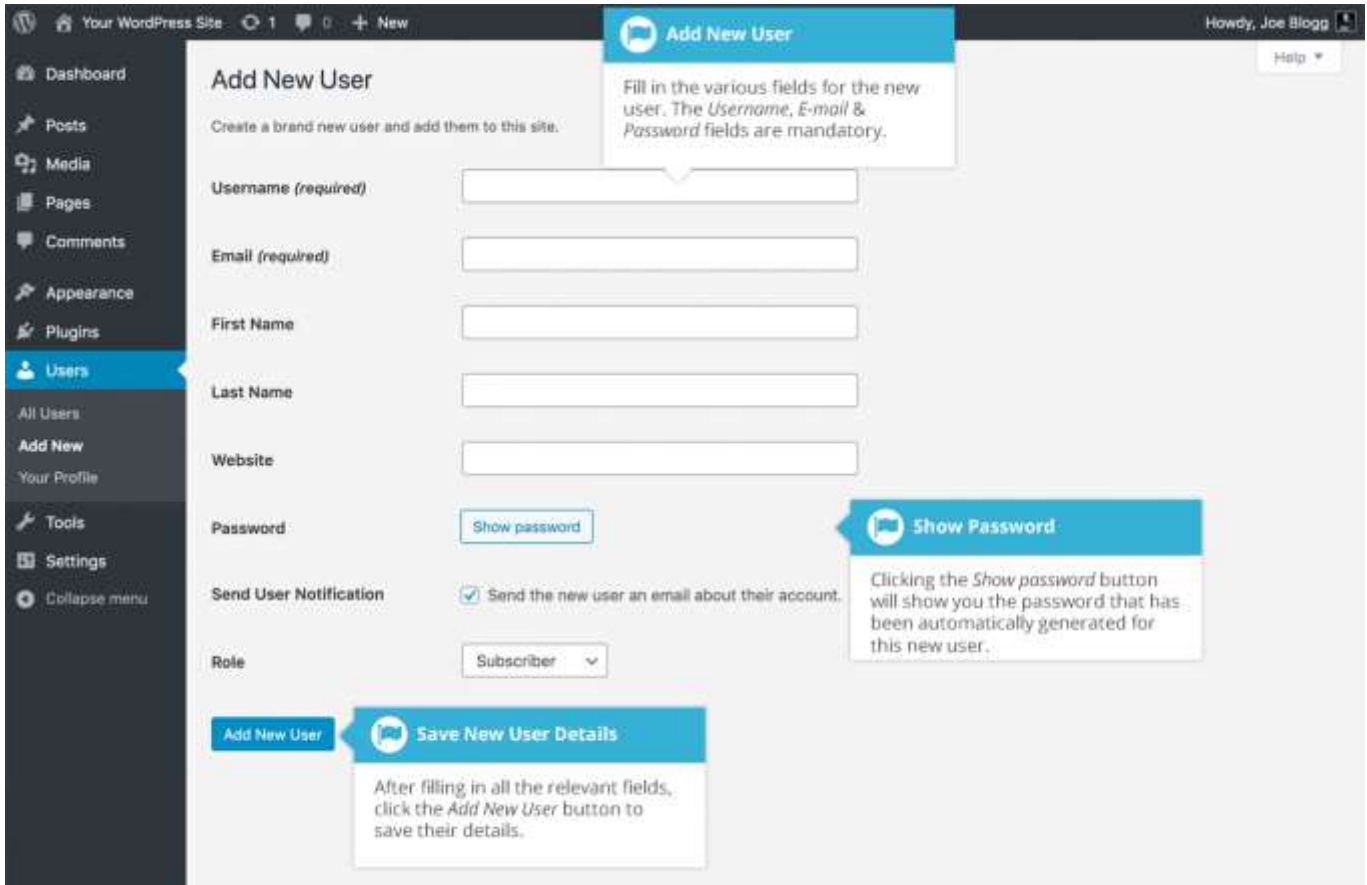 Your WordPress Site 1 0 New
Howdy, Joe Blogg
Help
Dashboard
Posts
Media
Pages
Comments
Appearance
Plugins
Users
All Users
Add New
Your Profile
Tools
Settings
Collapse menu
Add New User
Create a brand new user and add them to this site.
Add New User
Fill in the various fields for the new
user. The Username, E-mail &
Password fields are mandatory.
Username (required)
Email (required)
First Name
Last Name
Website
Password
Show password
Show Password
Clicking the Show password button
will show you the password that has
been automatically generated for
this new user.
Send User Notification
Send the new user an email about their account.
Role
Subscriber
Add New User
Save New User Details
After filling in all the relevant fields,
click the Add New User button to
save their details.